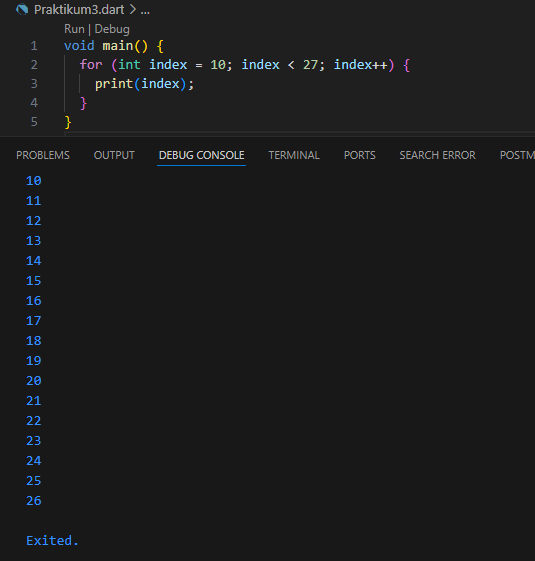 Praktikum3.dart > ...
Run | Debug
1 void main() {
2 for (int index = 10; index < 27; index++) {
3 print(index);
4 }
5 }
PROBLEMS OUTPUT DEBUG CONSOLE TERMINAL PORTS SEARCH ERROR POSTM
10
11
12
13
14
15
16
17
18
19
20
21
22
23
24
25
26
Exited.